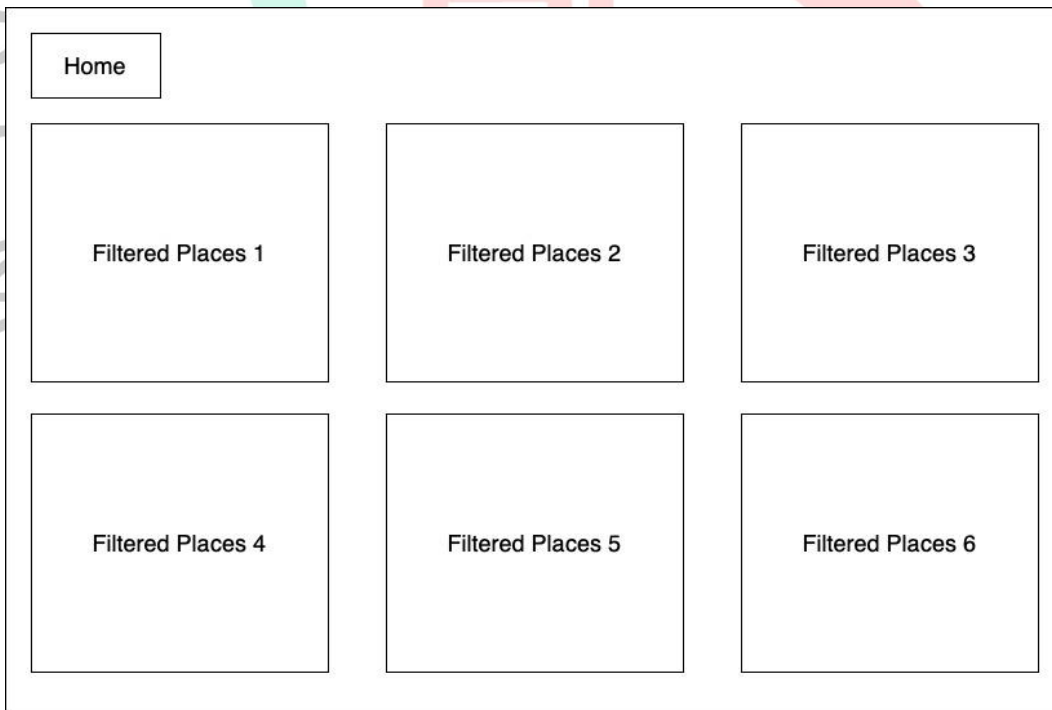 Home
Filtered Places 1
Filtered Places 2
Filtered Places 3
Filtered Places 4
Filtered Places 5
Filtered Places 6